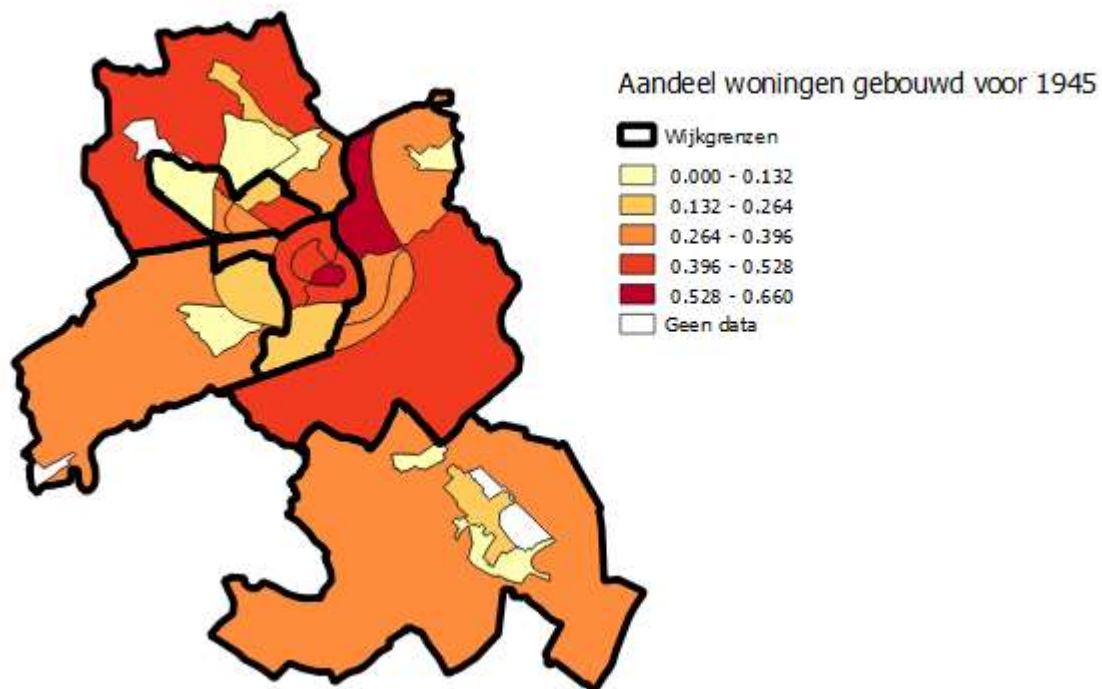 Aandeel woningen gebouwd voor 1945
Wijkgrenzen
0.000 - 0.132
0.132 - 0.264
0.264 - 0.396
0.396 - 0.528
0.528 - 0.660
Geen data